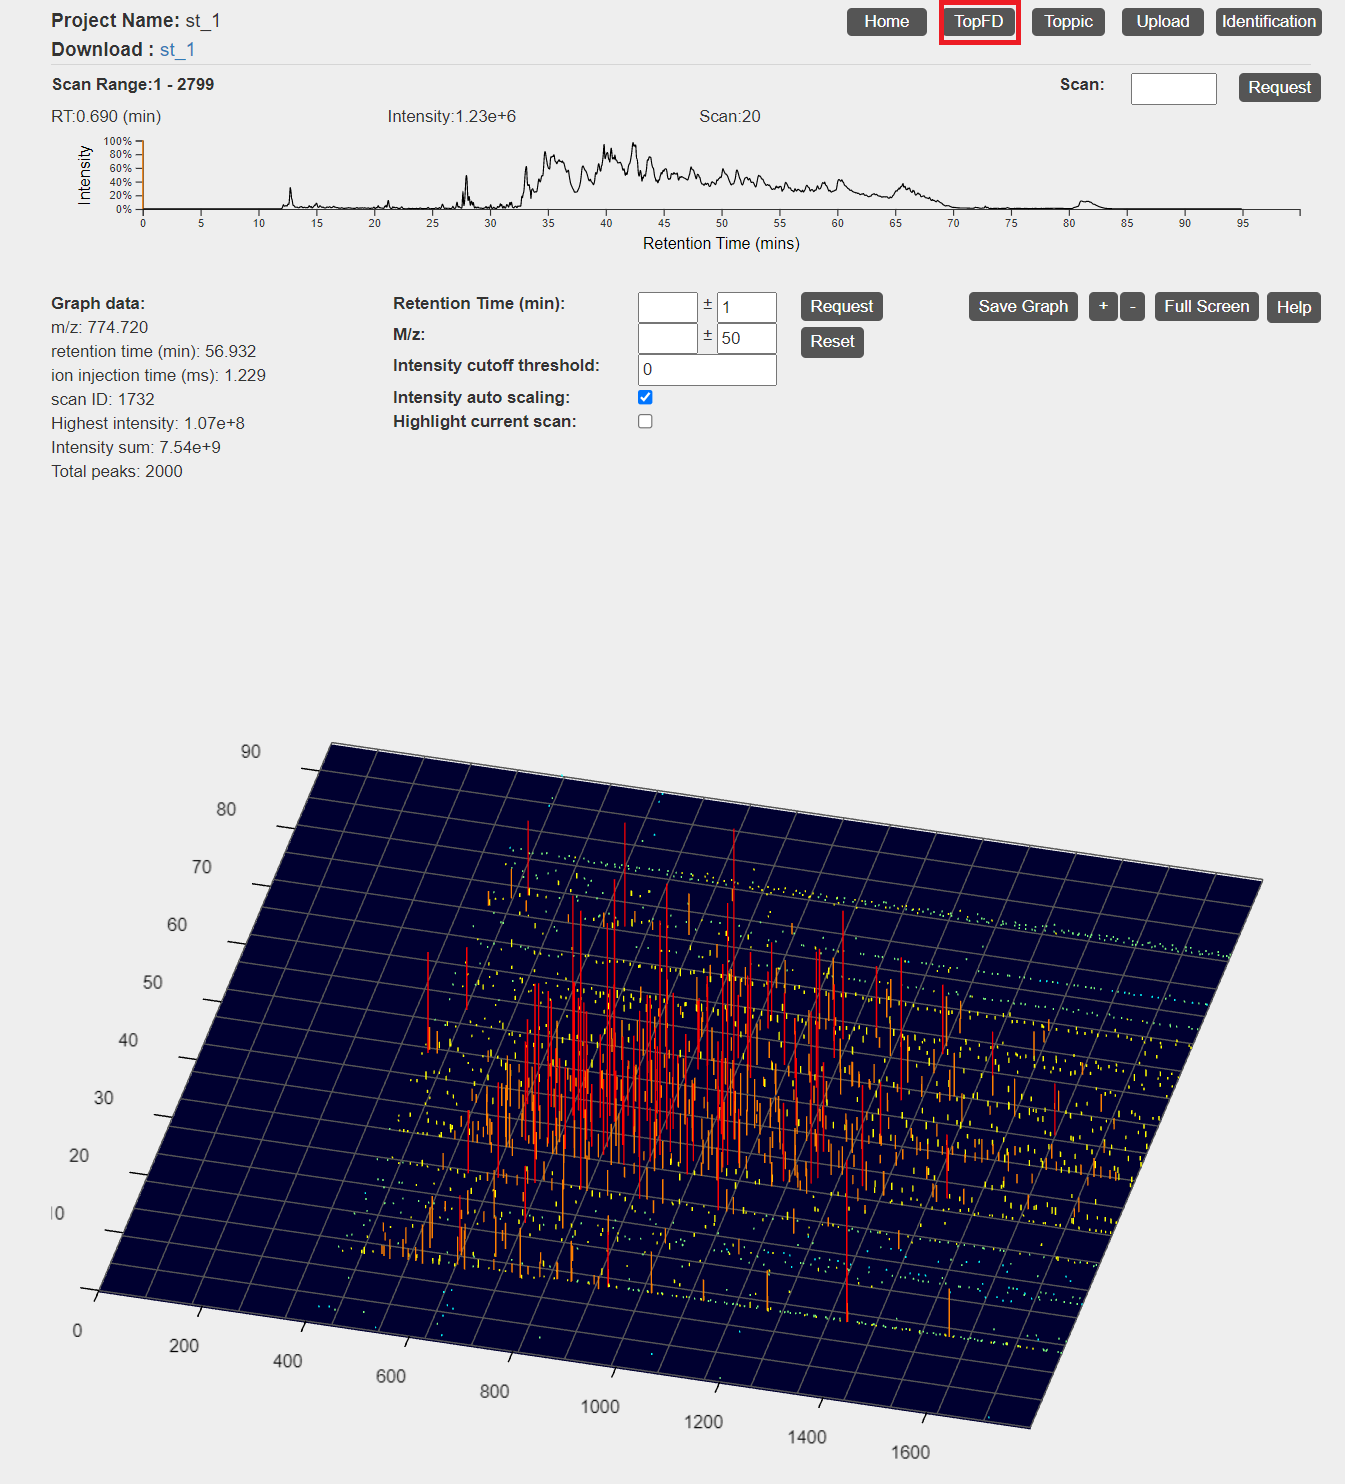 Project Name: st_1
Home TopFD Toppic Upload Identification
Download : st_1
Scan Range:1 - 2799
Scan: Request
RT:0.690 (min) Intensity:1.23e+6 Scan:20
Intensity
100%
80%
60%
40%
20%
0%
0 5 10 15 20 25 30 35 40 45 50 55 60 65 70 75 80 85 90 95
Retention Time (mins)
Graph data:
m/z: 774.720
retention time (min): 56.932
ion injection time (ms): 1.229
scan ID: 1732
Highest intensity: 1.07e+8
Intensity sum: 7.54e+9
Total peaks: 2000
Retention Time (min): ± 1 Request
M/z: ± 50 Reset
Intensity cutoff threshold: 0
Intensity auto scaling:
Highlight current scan:
Save Graph + - Full Screen Help
90
80
70
60
50
40
30
20
10
0 200 400 600 800 1000 1200 1400 1600